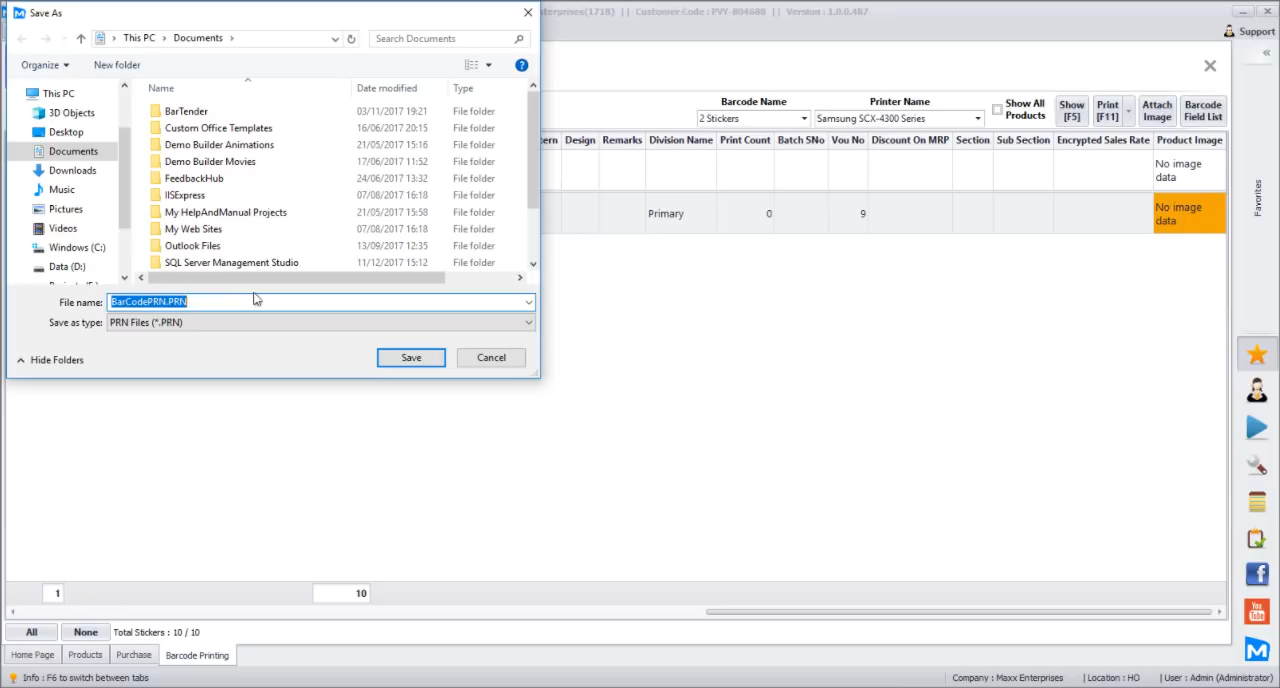 Save As
erprises(1718) || Customer-Code : PVY-804688 || Version : 1.0.0.487
Support
This PC > Documents >
Search Documents
Organize
New folder
This PC
3D Objects
Desktop
Documents
Downloads
Music
Pictures
Videos
Windows (C:)
Data (D:)
Name Date modified Type
BarTender 03/11/2017 19:21 File folder
Custom Office Templates 16/06/2017 20:15 File folder
Demo Builder Animations 21/05/2017 15:16 File folder
Demo Builder Movies 17/06/2017 11:52 File folder
FeedbackHub 24/06/2017 13:32 File folder
IISExpress 07/08/2017 16:18 File folder
My HelpAndManual Projects 21/05/2017 15:58 File folder
My Web Sites 07/08/2017 16:18 File folder
Outlook Files 13/09/2017 12:35 File folder
SQL Server Management Studio 11/12/2017 15:12 File folder
File name: BarCodePRN.PRN
Save as type: PRN Files (*.PRN)
Hide Folders
Save
Cancel
Barcode Name
2 Stickers
Printer Name
Samsung SCX-4300 Series
Show All
Products
Show
[F5]
Print
[F11]
Attach
Image
Barcode
Field List
tern Design Remarks Division Name Print Count Batch SNo Vou No Discount On MRP Section Sub Section Encrypted Sales Rate Product Image
No image
data
Primary 0 9 No image
data
Favorites
You
Tube
1 10
All None Total Stickers : 10 / 10
Home Page Products Purchase Barcode Printing
Info : F6 to switch between tabs
Company : Maxx Enterprises | Location : HO | User : Admin (Administrator)